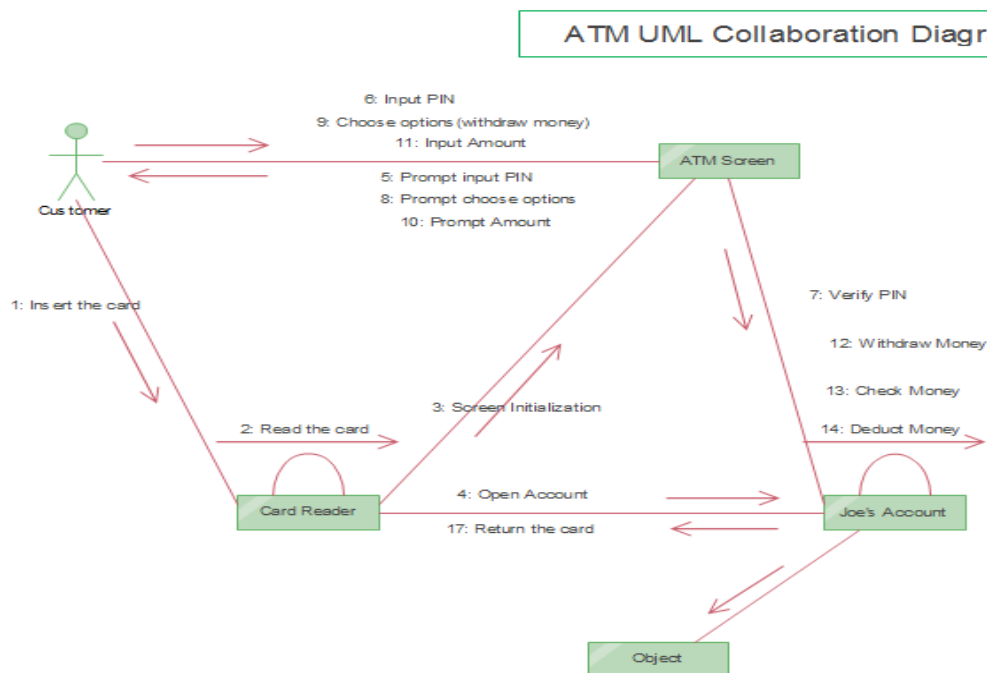 ATM UML Collaboration Diagr
6: Input PIN
9: Choose options (withdraw money)
11: Input Amount
ATM Screen
5: Prompt input PIN
8: Prompt choose options
10: Prompt Amount
Customer
1: Insert the card
7: Verify PIN
12: Withdraw Money
13: Check Money
3: Screen Initialization
2: Read the card
14: Deduct Money
4: Open Account
Card Reader
Joe's Account
17: Return the card
Object